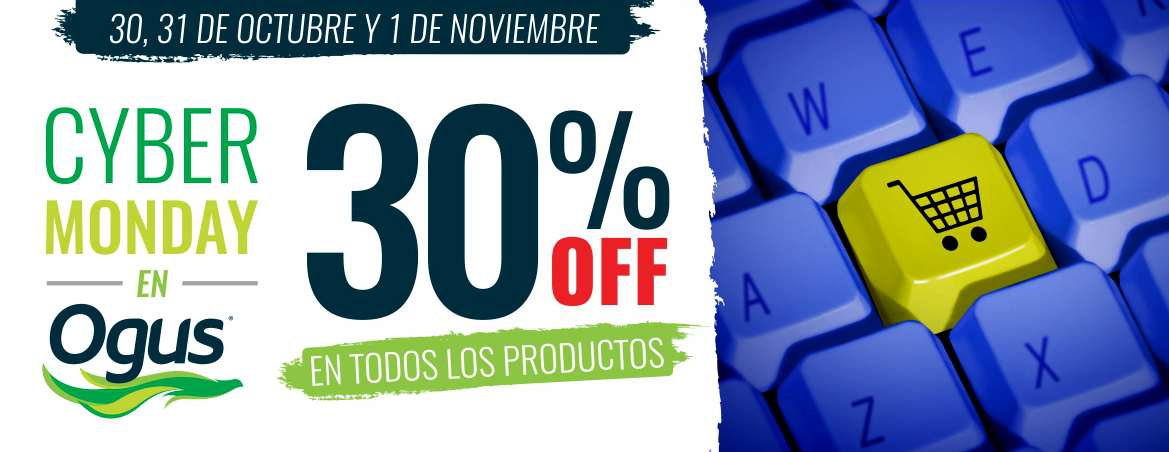 30, 31 DE OCTUBRE Y 1 DE NOVIEMBRE
CYBER
MONDAY
EN
Ogus®
30%
OFF
EN TODOS LOS PRODUCTOS
W
E
D
A
X
Z